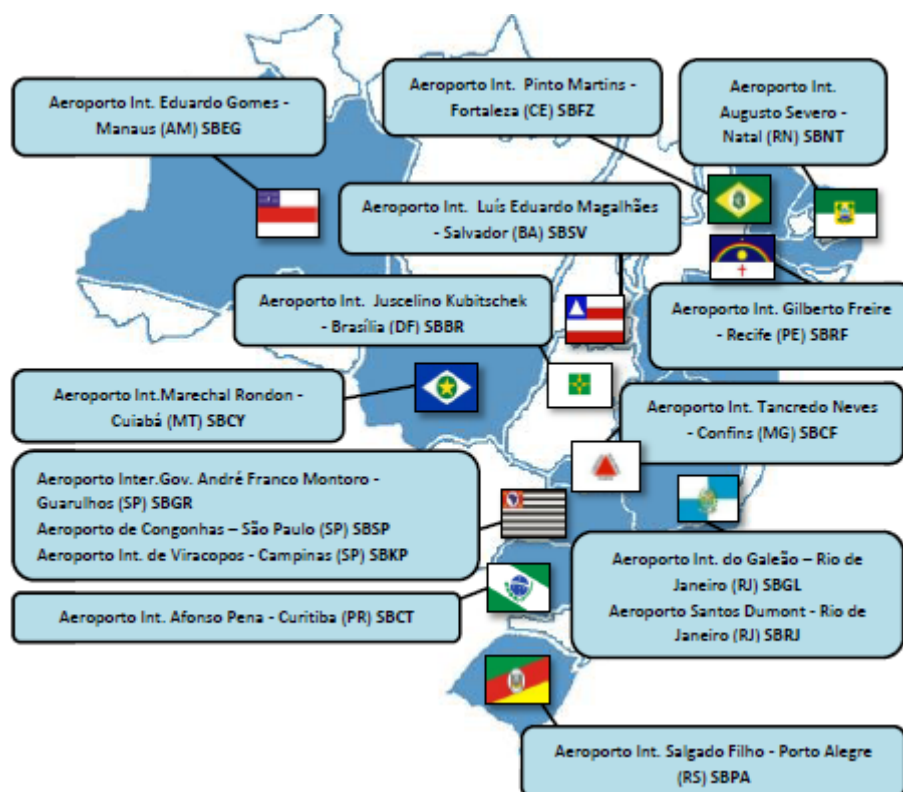 Aeroporto Int. Eduardo Gomes -
Manaus (AM) SBEG
Aeroporto Int. Pinto Martins -
Fortaleza (CE) SBFZ
Aeroporto Int.
Augusto Severo -
Natal (RN) SBNT
Aeroporto Int. Luís Eduardo Magalhães
- Salvador (BA) SBSV
Aeroporto Int. Juscelino Kubitschek
- Brasília (DF) SBBR
Aeroporto Int. Gilberto Freire
- Recife (PE) SBRF
Aeroporto Int.Marechal Rondon -
Cuiabá (MT) SBCY
Aeroporto Int. Tancredo Neves
- Confins (MG) SBCF
Aeroporto Inter.Gov. André Franco Montoro -
Guarulhos (SP) SBGR
Aeroporto de Congonhas – São Paulo (SP) SBSP
Aeroporto Int. de Viracopos - Campinas (SP) SBKP
Aeroporto Int. do Galeão – Rio de
Janeiro (RJ) SBGL
Aeroporto Santos Dumont - Rio de
Janeiro (RJ) SBRJ
Aeroporto Int. Afonso Pena - Curitiba (PR) SBCT
Aeroporto Int. Salgado Filho - Porto Alegre
(RS) SBPA